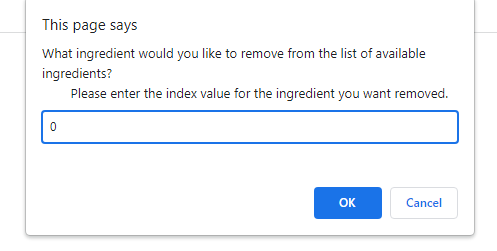 This page says
What ingredient would you like to remove from the list of available
ingredients?
Please enter the index value for the ingredient you want removed.
0
OK
Cancel